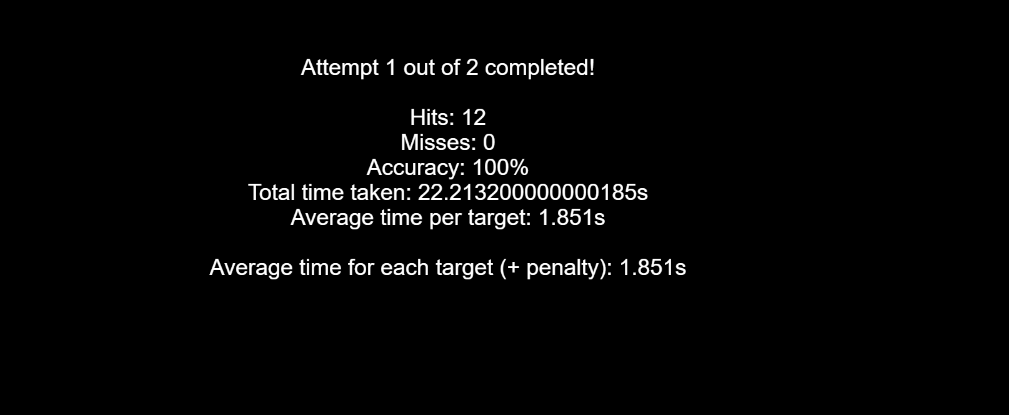 Attempt 1 out of 2 completed!
Hits: 12
Misses: 0
Accuracy: 100%
Total time taken: 22.213200000000185s
Average time per target: 1.851s
Average time for each target (+ penalty): 1.851s